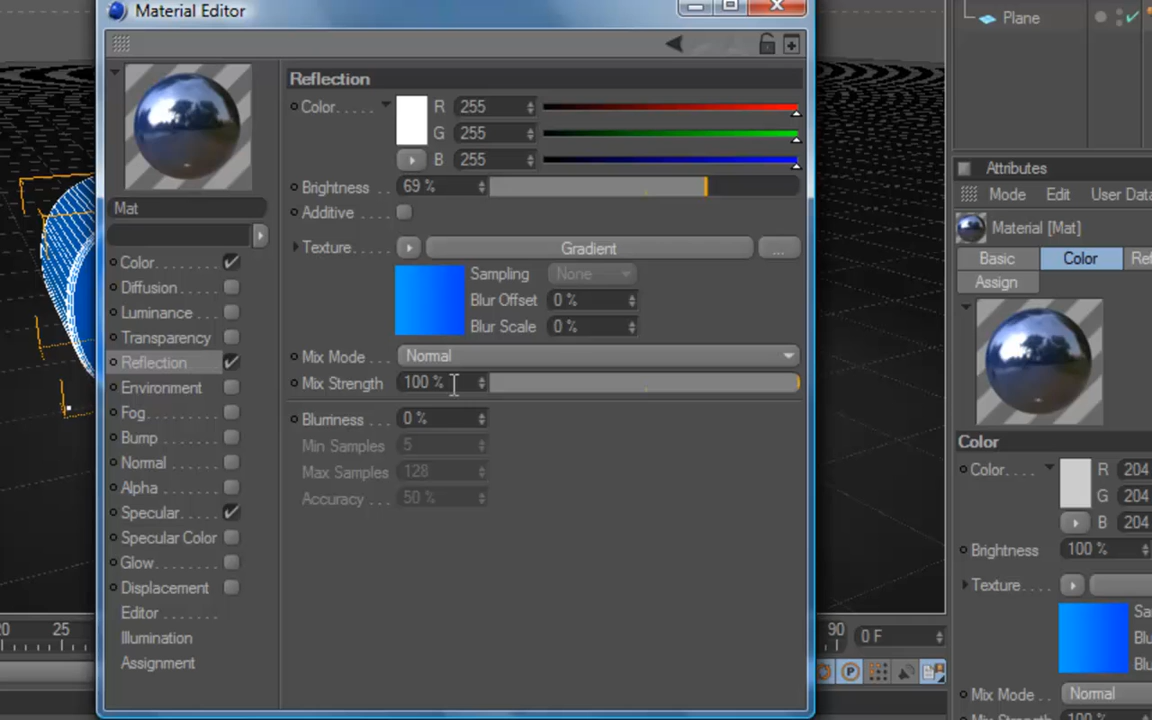 Material Editor
Reflection
Color.....
R 255
G 255
B 255
Brightness .. 69 %
Additive ....
Texture.....
Gradient
...
Sampling None
Blur Offset 0 %
Blur Scale 0 %
Mix Mode ... Normal
Mix Strength 100 %
Blurriness ... 0 %
Min Samples 5
Max Samples 128
Accuracy ... 50 %
Mat
Color........
Diffusion.....
Luminance....
Transparency
Reflection
Environment
Fog
Bump
Normal
Alpha
Specular.....
Specular Color
Glow
Displacement
Editor
Illumination
Assignment
25
90
0 F
P
Plane
Attributes
Mode Edit
Material [Mat]
Basic Color
Assign
Color
Color....
R 204
G 204
B 204
Brightness 100 %
Texture....
Mix Mode .. Normal